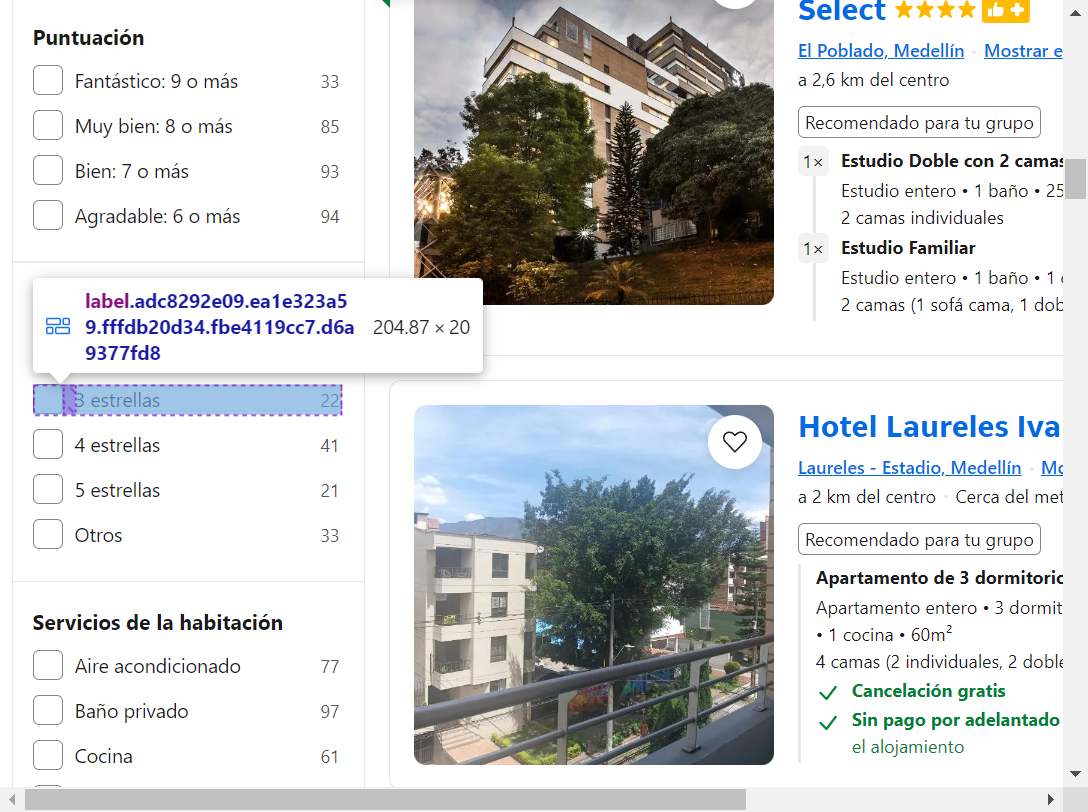 Puntuación
Fantástico: 9 o más 33
Muy bien: 8 o más 85
Bien: 7 o más 93
Agradable: 6 o más 94
label.adc8292e09.ea1e323a5
9.fffdb20d34.fbe4119cc7.d6a 204.87 × 20
9377fd8
3 estrellas 22
4 estrellas 41
5 estrellas 21
Otros 33
Servicios de la habitación
Aire acondicionado 77
Baño privado 97
Cocina 61
Select
El Poblado, Medellín Mostrar e
a 2,6 km del centro
Recomendado para tu grupo
1× Estudio Doble con 2 camas
Estudio entero • 1 baño • 25
2 camas individuales
1× Estudio Familiar
Estudio entero • 1 baño • 1
2 camas (1 sofá cama, 1 dob
Hotel Laureles Iva
Laureles - Estadio, Medellín Mo
a 2 km del centro Cerca del met
Recomendado para tu grupo
Apartamento de 3 dormitorio
Apartamento entero • 3 dormit
• 1 cocina • 60m²
4 camas (2 individuales, 2 doble
Cancelación gratis
Sin pago por adelantado
el alojamiento